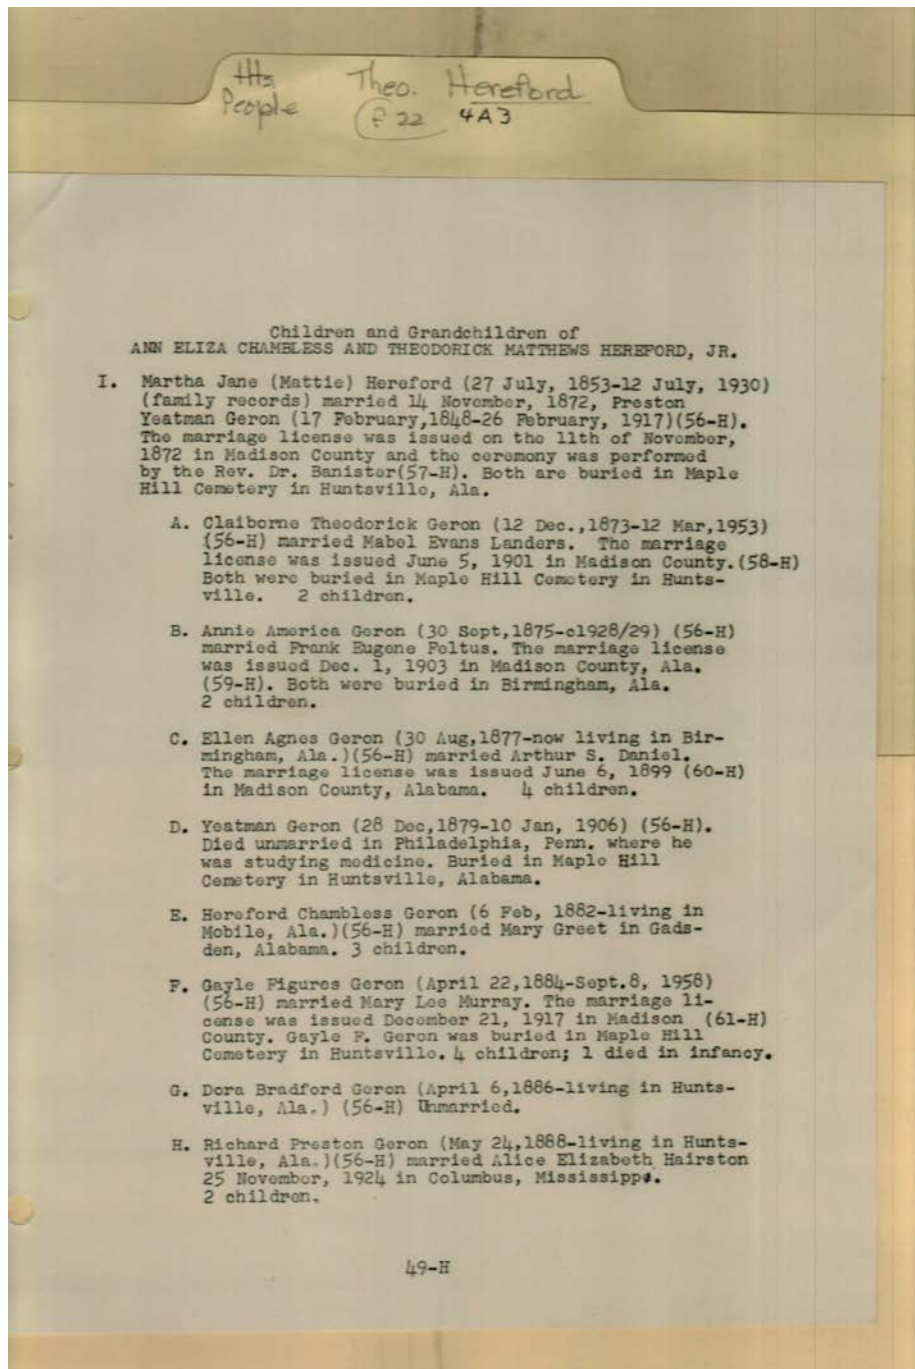 HHs Theo. Hereford
People f 22 4A3
Children and Grandchildren of
ANN ELIZA CHAMBLESS AND THEODORICK MATTHEWS HEREFORD, JR.
I. Martha Jane (Mattie) Hereford (27 July, 1853-12 July, 1930)
(family records) married 14 November, 1872, Preston
Yeatman Geron (17 February,1848-26 February, 1917)(56-H).
The marriage license was issued on the 11th of November,
1872 in Madison County and the ceremony was performed
by the Rev. Dr. Banister(57-H). Both are buried in Maple
Hill Cemetery in Huntsville, Ala.
A. Claiborne Theodorick Geron (12 Dec.,1873-12 Mar,1953)
(56-H) married Mabel Evans Landers. The marriage
license was issued June 5, 1901 in Madison County.(58-H)
Both were buried in Maple Hill Cemetery in Hunts-
ville. 2 children.
B. Annie America Geron (30 Sept,1875-c1928/29) (56-H)
married Frank Eugene Feltus. The marriage license
was issued Dec. 1, 1903 in Madison County, Ala.
(59-H). Both were buried in Birmingham, Ala.
2 children.
C. Ellen Agnes Geron (30 Aug,1877-now living in Bir-
mingham, Ala.)(56-H) married Arthur S. Daniel.
The marriage license was issued June 6, 1899 (60-H)
in Madison County, Alabama. 4 children.
D. Yeatman Geron (28 Dec,1879-10 Jan, 1906) (56-H).
Died unmarried in Philadelphia, Penn. where he
was studying medicine. Buried in Maple Hill
Cemetery in Huntsville, Alabama.
E. Hereford Chambless Geron (6 Feb, 1882-living in
Mobile, Ala.)(56-H) married Mary Greet in Gads-
den, Alabama. 3 children.
F. Gayle Figures Geron (April 22,1884-Sept.8, 1958)
(56-H) married Mary Lee Murray. The marriage li-
cense was issued December 21, 1917 in Madison (61-H)
County. Gayle F. Geron was buried in Maple Hill
Cemetery in Huntsville. 4 children; 1 died in infancy.
G. Dora Bradford Geron (April 6,1886-living in Hunts-
ville, Ala.) (56-H) Unmarried.
H. Richard Preston Geron (May 24,1888-living in Hunts-
ville, Ala.)(56-H) married Alice Elizabeth Hairston
25 November, 1924 in Columbus, Mississippi.
2 children.
49-H